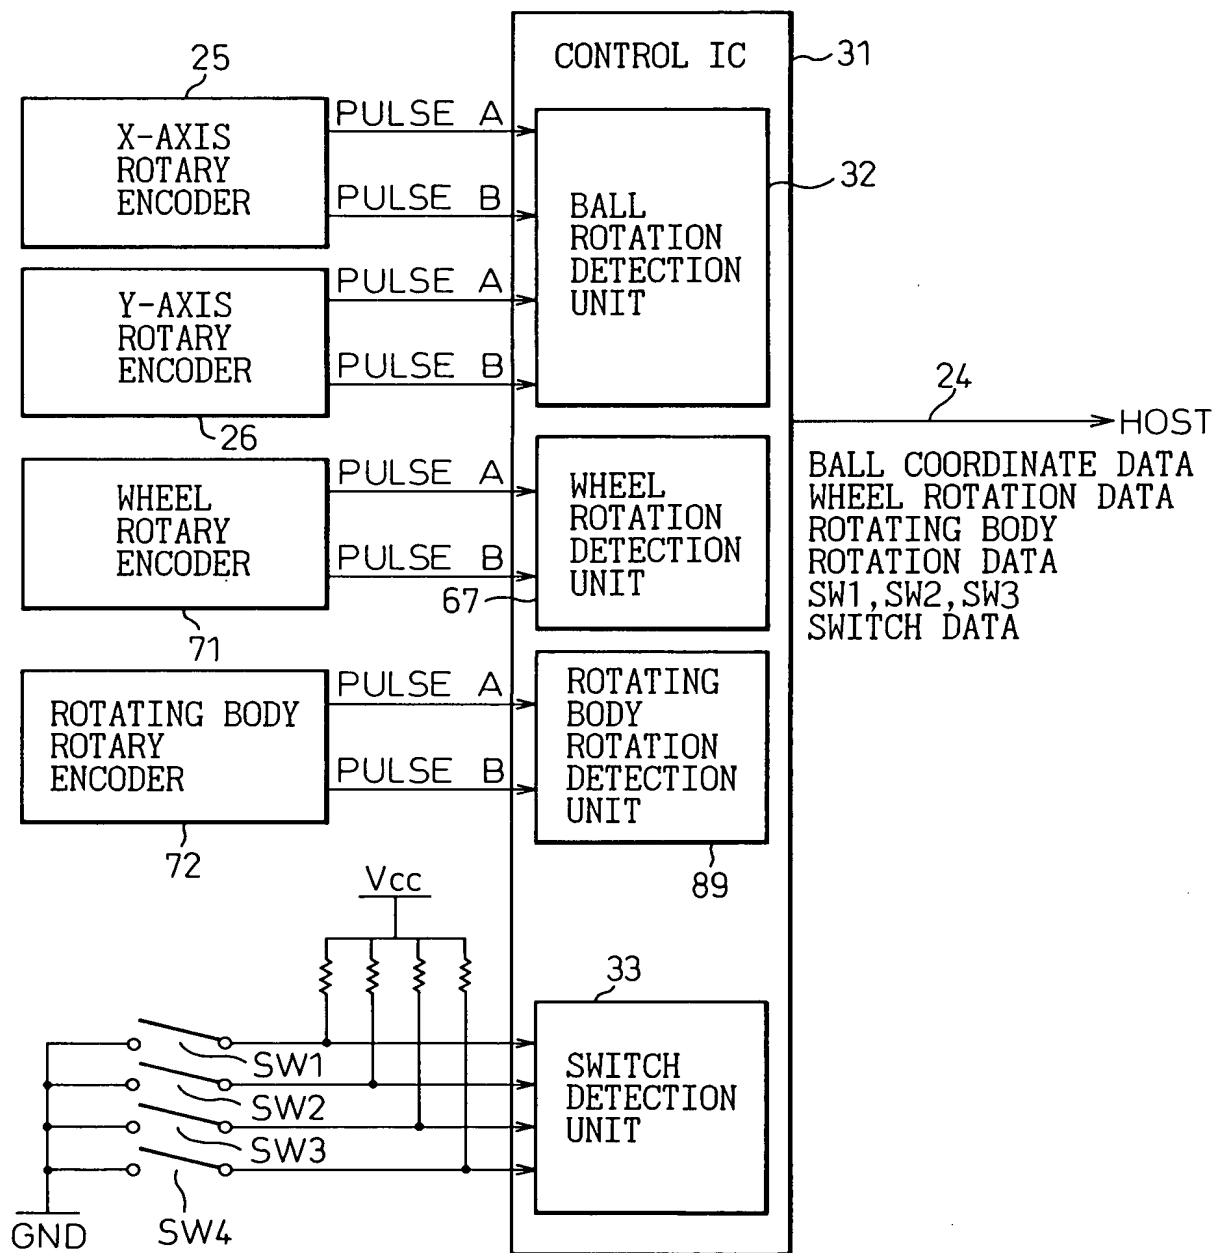 CONTROL IC
31
25
X-AXIS
ROTARY
ENCODER
PULSE A
PULSE B
32
BALL
ROTATION
DETECTION
UNIT
Y-AXIS
ROTARY
ENCODER
PULSE A
PULSE B
26
24
HOST
BALL COORDINATE DATA
WHEEL ROTATION DATA
ROTATING BODY
ROTATION DATA
SW1,SW2,SW3
SWITCH DATA
WHEEL
ROTARY
ENCODER
PULSE A
PULSE B
71
WHEEL
ROTATION
DETECTION
UNIT
67
ROTATING BODY
ROTARY
ENCODER
PULSE A
PULSE B
72
ROTATING
BODY
ROTATION
DETECTION
UNIT
89
Vcc
33
SWITCH
DETECTION
UNIT
SW1
SW2
SW3
SW4
GND